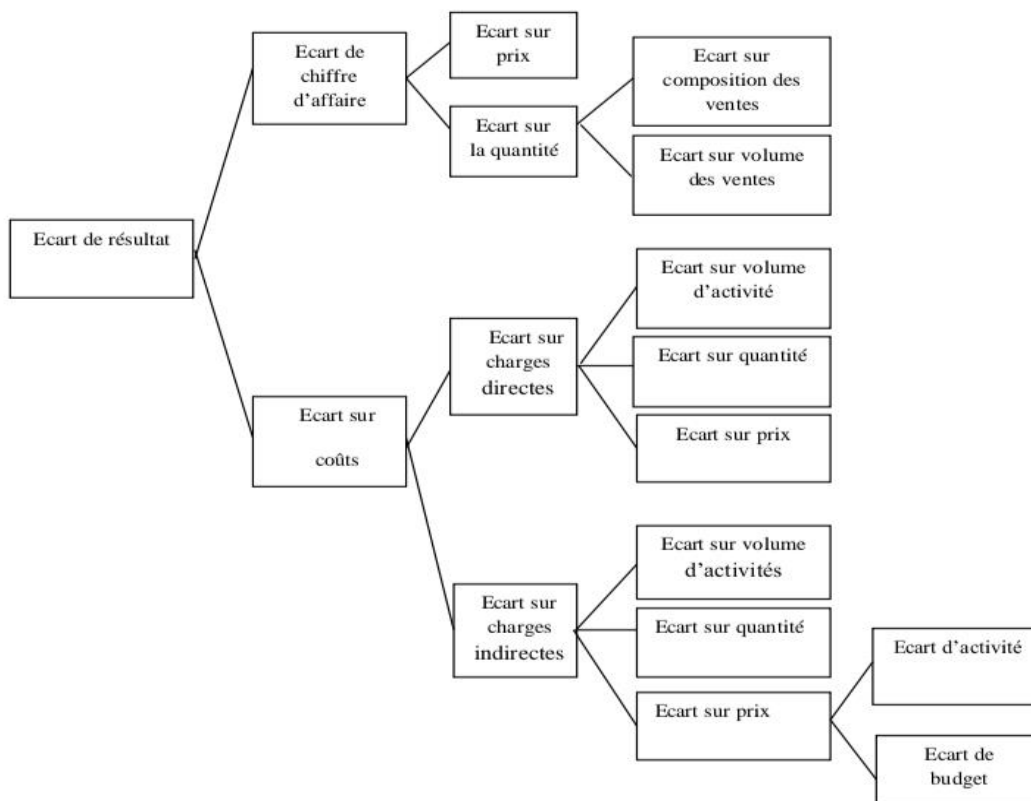 Ecart de
chiffre
d'affaire
Ecart sur
prix
Ecart sur
la quantité
Ecart sur
composition des
ventes
Ecart sur volume
des ventes
Ecart de résultat
Ecart sur
coûts
Ecart sur
charges
directes
Ecart sur volume
d'activité
Ecart sur quantité
Ecart sur prix
Ecart sur
charges
indirectes
Ecart sur volume
d'activités
Ecart sur quantité
Ecart sur prix
Ecart d'activité
Ecart de
budget